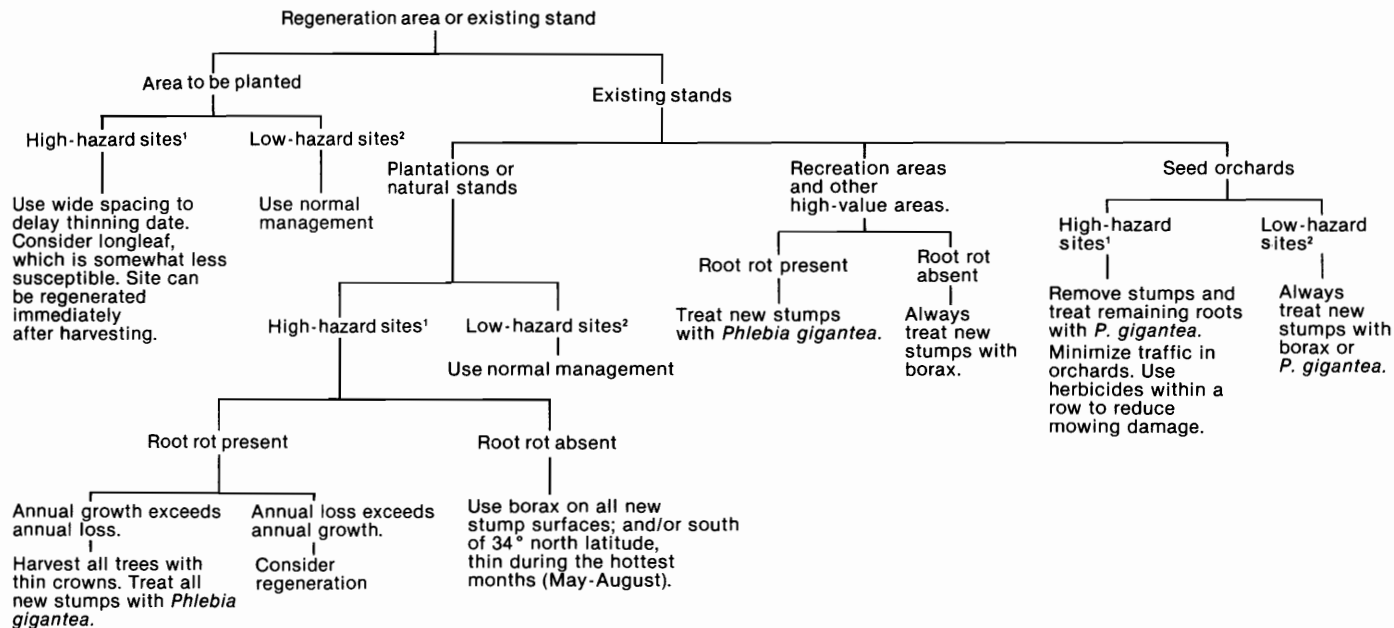 Regeneration area or existing stand
Area to be planted
Existing stands
High-hazard sites¹
Low-hazard sites²
Use wide spacing to
delay thinning date.
Consider longleaf,
which is somewhat less
susceptible. Site can
be regenerated
immediately
after harvesting.
Use normal
management
Plantations or
natural stands
Recreation areas
and other
high-value areas.
Seed orchards
High-hazard sites¹
Low-hazard sites²
Use normal management
Root rot present
Root rot
absent
Treat new stumps
with Phlebia gigantea.
Always
treat new
stumps with
borax.
High-hazard
sites¹
Low-hazard
sites²
Remove stumps and
treat remaining roots
with P. gigantea.
Minimize traffic in
orchards. Use
herbicides within a
row to reduce
mowing damage.
Always
treat new
stumps with
borax or
P. gigantea.
Root rot present
Root rot absent
Annual growth exceeds
annual loss.
Annual loss exceeds
annual growth.
Harvest all trees with
thin crowns. Treat all
new stumps with Phlebia
gigantea.
Consider
regeneration
Use borax on all new
stump surfaces; and/or south
of 34° north latitude,
thin during the hottest
months (May-August).